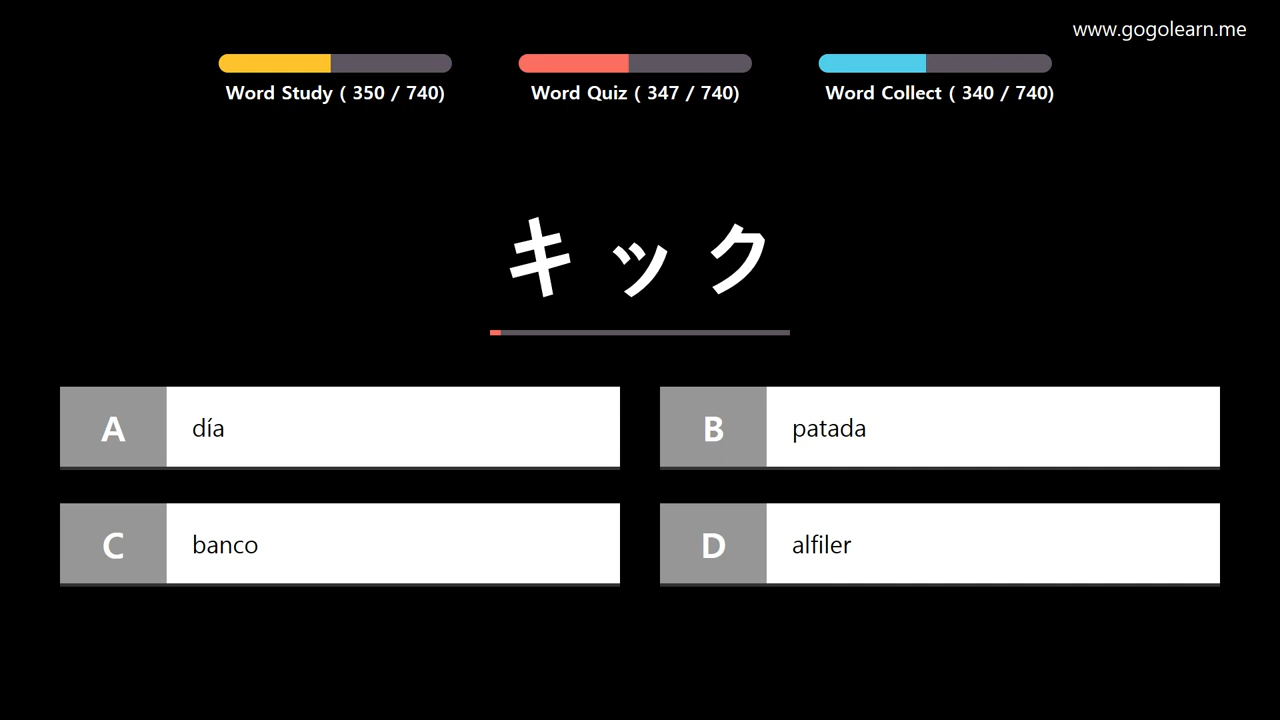 www.gogolearn.me
Word Study ( 350 / 740)
Word Quiz ( 347 / 740)
Word Collect ( 340 / 740)
キック
A día
B patada
C banco
D alfiler